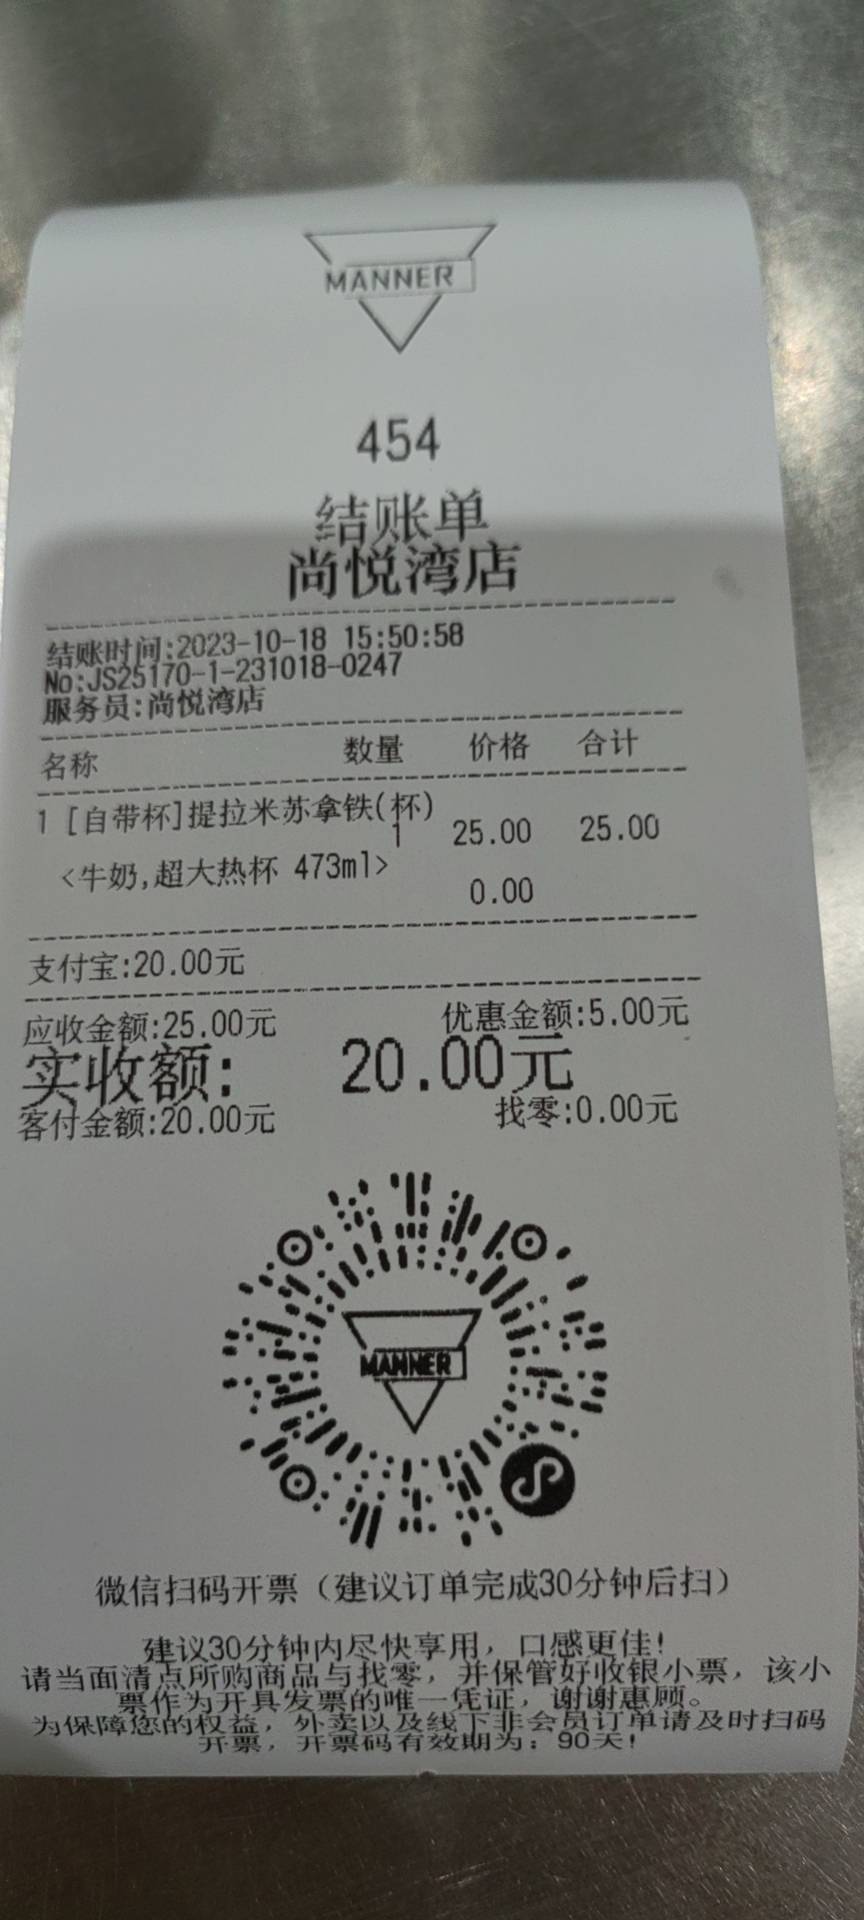 MANNER
454
结账单
尚悦湾店
结账时间:2023-10-18 15:50:58
No:JS25170-1-231018-0247
服务员:尚悦湾店
名称 数量 价格 合计
1 [自带杯]提拉米苏拿铁(杯)
1 25.00 25.00
<牛奶,超大热杯 473ml>
0.00
支付宝:20.00元
应收金额:25.00元 优惠金额:5.00元
实收额: 20.00元
客付金额:20.00元 找零:0.00元
MANNER
微信扫码开票（建议订单完成30分钟后扫）
建议30分钟内尽快享用，口感更佳!
请当面清点所购商品与找零，并保管好收银小票，该小
票作为开具发票的唯一凭证，谢谢惠顾。
为保障您的权益，外卖以及线下非会员订单请及时扫码
开票，开票码有效期为：90天!